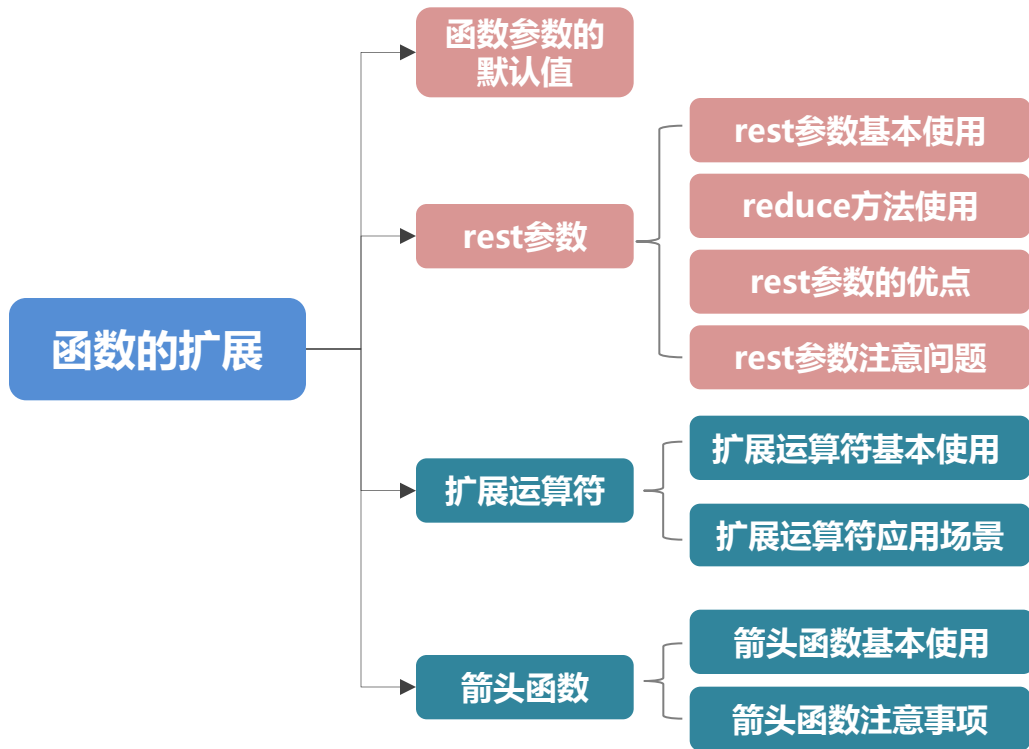 函数的扩展
函数参数的
默认值
rest参数
rest参数基本使用
reduce方法使用
rest参数的优点
rest参数注意问题
扩展运算符
扩展运算符基本使用
扩展运算符应用场景
箭头函数
箭头函数基本使用
箭头函数注意事项